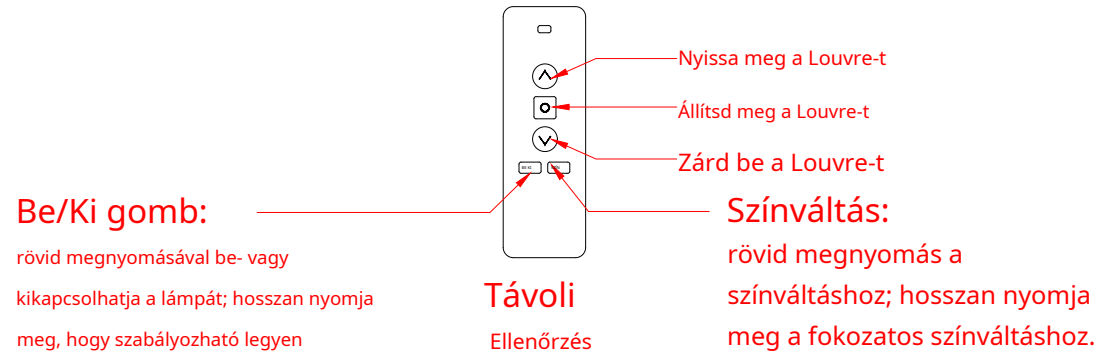 Nyissa meg a Louvre-t
Állítsd meg a Louvre-t
Zárd be a Louvre-t
Be/Ki gomb:
rövid megnyomásával be- vagy
kikapcsolhatja a lámpát; hosszan nyomja
meg, hogy szabályozható legyen
Távoli
Ellenőrzés
Színváltás:
rövid megnyomás a
színváltáshoz; hosszan nyomja
meg a fokozatos színváltáshoz.